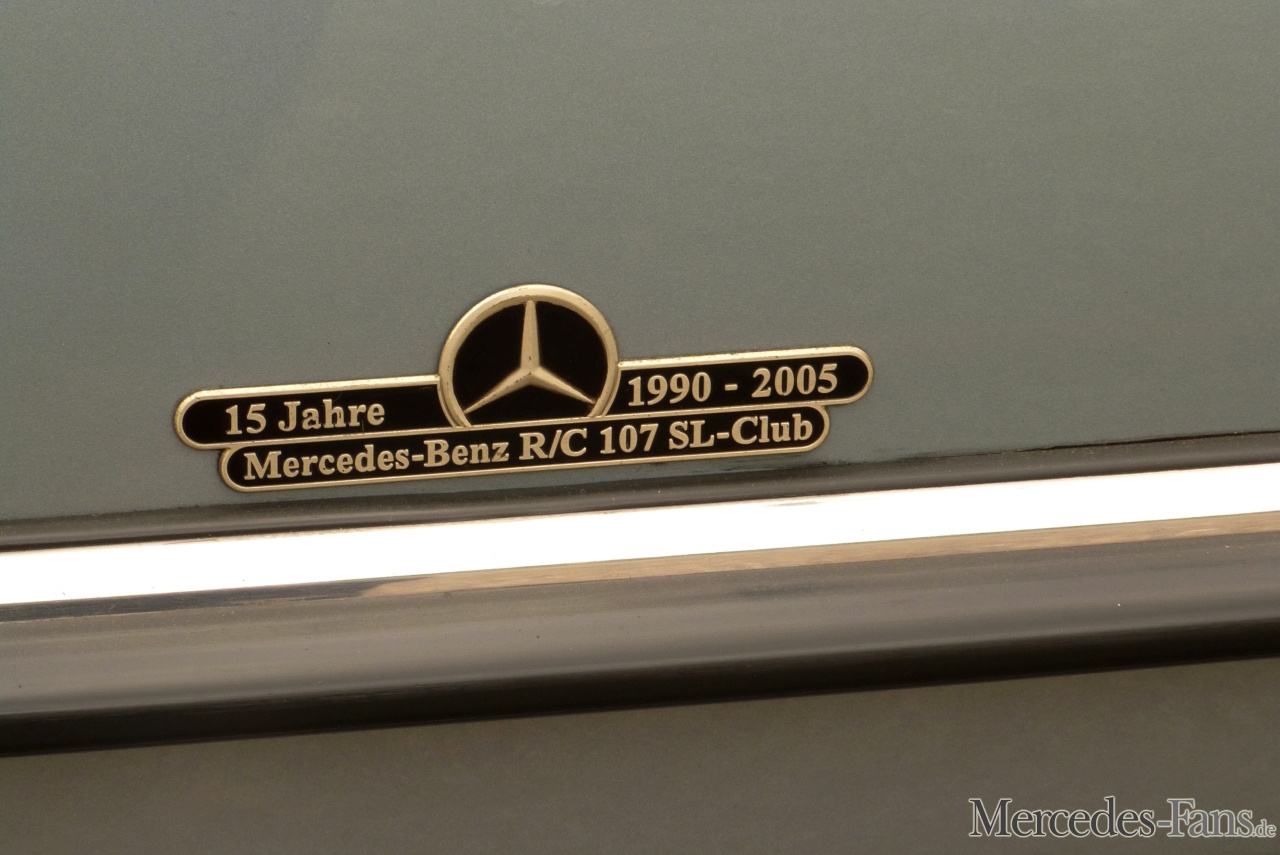 15 Jahre 1990 - 2005
Mercedes-Benz R/C 107 SL-Club
Mercedes-Fans.de